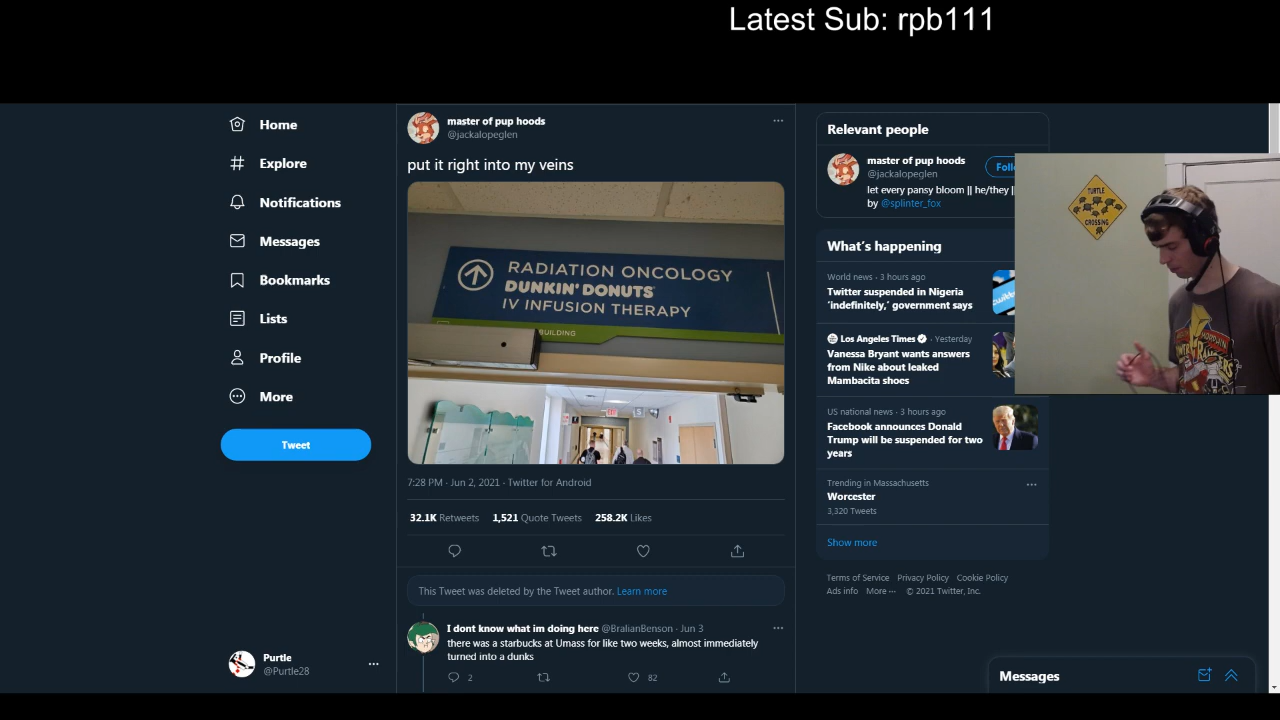 Latest Sub: rpb111
Home
Explore
Notifications
Messages
Bookmarks
Lists
Profile
More
Tweet
Purtle
@Purtle28
master of pup hoods
@jackalopeglen
put it right into my veins
RADIATION ONCOLOGY
DUNKIN' DONUTS
IV INFUSION THERAPY
BUILDING
7:28 PM · Jun 2, 2021 · Twitter for Android
32.1K Retweets 1,521 Quote Tweets 258.2K Likes
This Tweet was deleted by the Tweet author. Learn more
I dont know what im doing here @BralianBenson · Jun 3
there was a starbucks at Umass for like two weeks, almost immediately
turned into a dunks
2 82
Relevant people
master of pup hoods
@jackalopeglen
let every pansy bloom || he/they ||
by @splinter_fox
What's happening
World news · 3 hours ago
Twitter suspended in Nigeria
'indefinitely,' government
says
Los Angeles Times · Yesterday
Vanessa Bryant wants answers
from Nike about leaked
Mambacita shoes
US national news · 3 hours ago
Facebook announces Donald
Trump will be suspended for two
years
Trending in Massachusetts
Worcester
3,320 Tweets
Show more
Terms of Service Privacy Policy Cookie Policy
Ads info More ··· © 2021 Twitter, Inc.
Messages
TURTLE
CROSSING